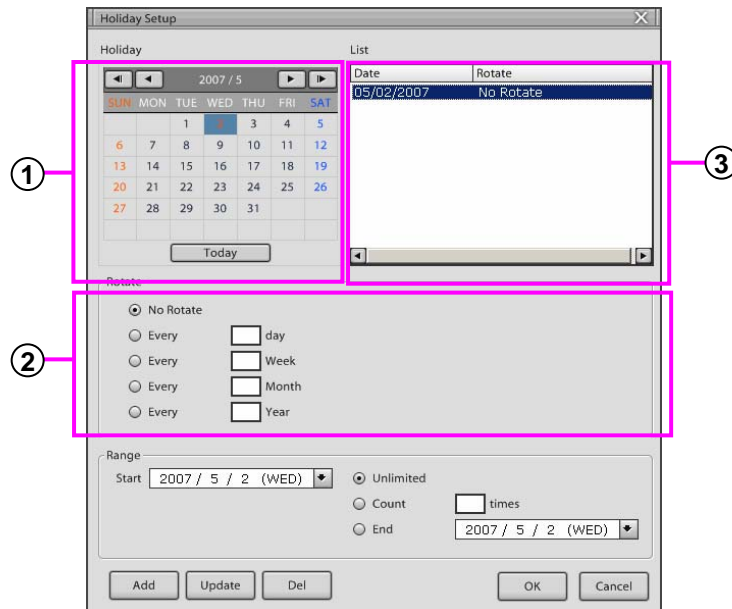 Holiday Setup
Holiday
List
2007 / 5
SUN MON TUE WED THU FRI SAT
1 2 3 4 5
6 7 8 9 10 11 12
13 14 15 16 17 18 19
20 21 22 23 24 25 26
27 28 29 30 31
Today
Date Rotate
05/02/2007 No Rotate
1
3
Rotate
No Rotate
Every day
Every Week
Every Month
Every Year
2
Range
Start 2007 / 5 / 2 (WED)
Unlimited
Count times
End 2007 / 5 / 2 (WED)
Add Update Del OK Cancel